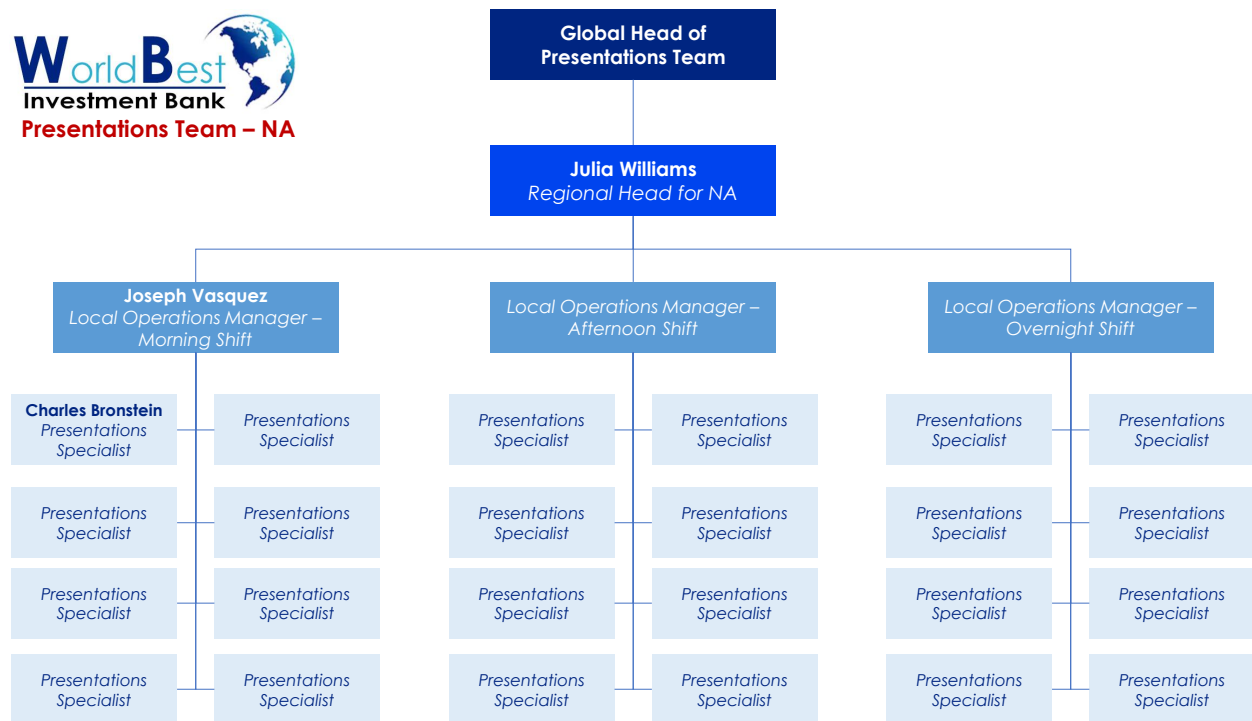 WorldBest
Investment Bank
Presentations Team – NA
Global Head of
Presentations Team
Julia Williams
Regional Head for NA
Joseph Vasquez
Local Operations Manager –
Morning Shift
Local Operations Manager –
Afternoon Shift
Local Operations Manager –
Overnight Shift
Charles Bronstein
Presentations
Specialist
Presentations
Specialist
Presentations
Specialist
Presentations
Specialist
Presentations
Specialist
Presentations
Specialist
Presentations
Specialist
Presentations
Specialist
Presentations
Specialist
Presentations
Specialist
Presentations
Specialist
Presentations
Specialist
Presentations
Specialist
Presentations
Specialist
Presentations
Specialist
Presentations
Specialist
Presentations
Specialist
Presentations
Specialist
Presentations
Specialist
Presentations
Specialist
Presentations
Specialist
Presentations
Specialist
Presentations
Specialist
Presentations
Specialist